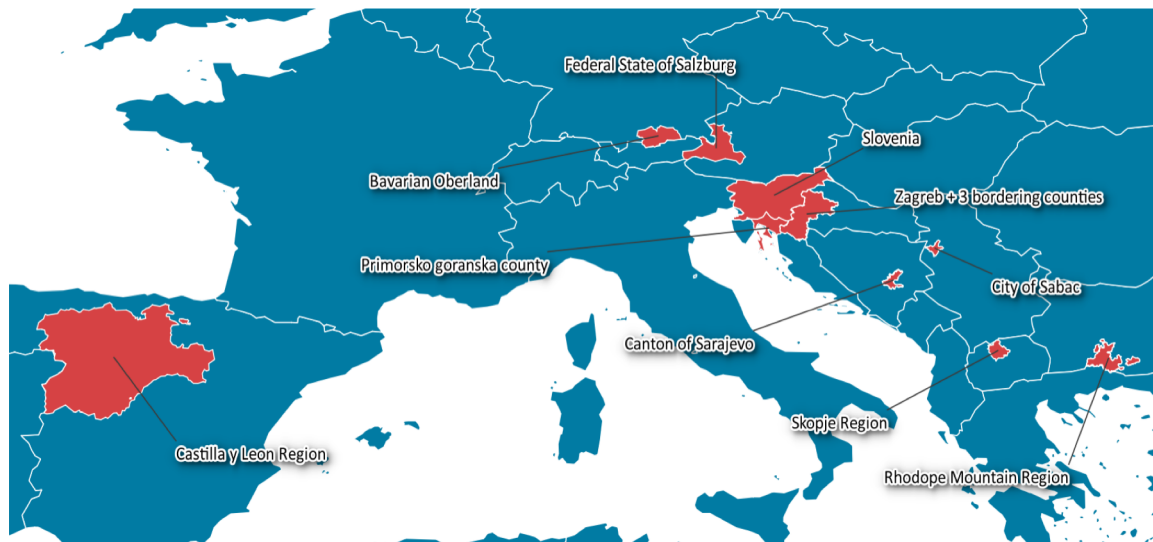 Federal State of Salzburg
Slovenia
Bavarian Oberland
Zagreb + 3 bordering counties
Primorsko goranska county
City of Sabac
Canton of Sarajevo
Skopje Region
Castilla y Leon Region
Rhodope Mountain Region